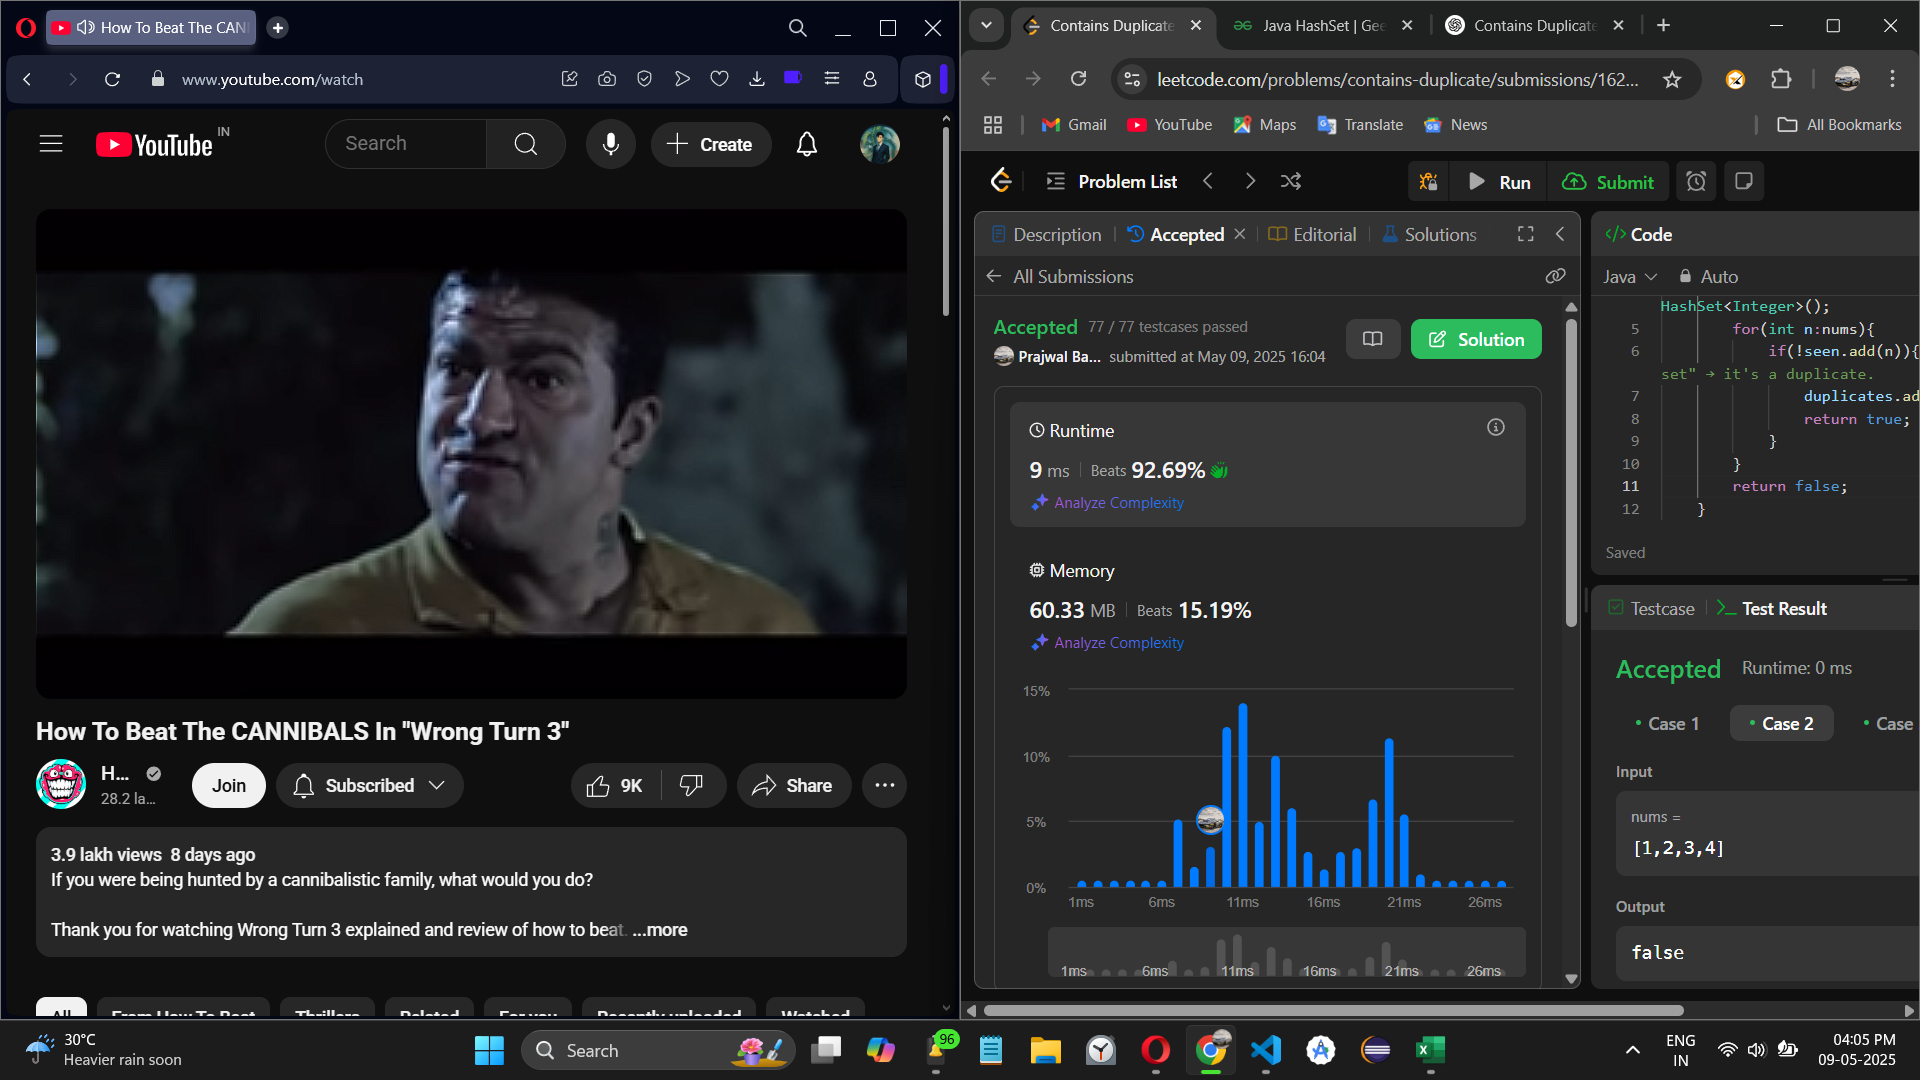 How To Beat The CAN
www.youtube.com/watch
YouTube
IN
Search
Create
How To Beat The CANNIBALS In "Wrong Turn 3"
H...
28.2 la...
Join
Subscribed
9K
Share
3.9 lakh views 8 days ago
If you were being hunted by a cannibalistic family, what would you do?
Thank you for watching Wrong Turn 3 explained and review of how to beat. ...more
All
From How To Beat
Thrillers
Related
For you
Recently uploaded
Watched
Contains Duplicate
Java HashSet | Gee
Contains Duplicate
leetcode.com/problems/contains-duplicate/submissions/162...
Gmail
YouTube
Maps
Translate
News
All Bookmarks
Problem List
Run
Submit
Description
Accepted
Editorial
Solutions
All Submissions
Accepted 77 / 77 testcases passed
Prajwal Ba... submitted at May 09, 2025 16:04
Solution
Runtime
9 ms
Beats 92.69%
Analyze Complexity
Memory
60.33 MB
Beats 15.19%
Analyze Complexity
15%
10%
5%
0%
1ms 6ms 11ms 16ms 21ms 26ms
1ms 6ms 11ms 16ms 21ms 26ms
</> Code
Java
Auto
HashSet<Integer>();
5 for(int n:nums){
6 if(!seen.add(n)){
set" → it's a duplicate.
7 duplicates.ad
8 return true;
9 }
10 }
11 return false;
12 }
Saved
Testcase
Test Result
Accepted Runtime: 0 ms
Case 1
Case 2
Case
Input
nums =
[1,2,3,4]
Output
false
30°C
Heavier rain soon
Search
96
ENG
IN
04:05 PM
09-05-2025